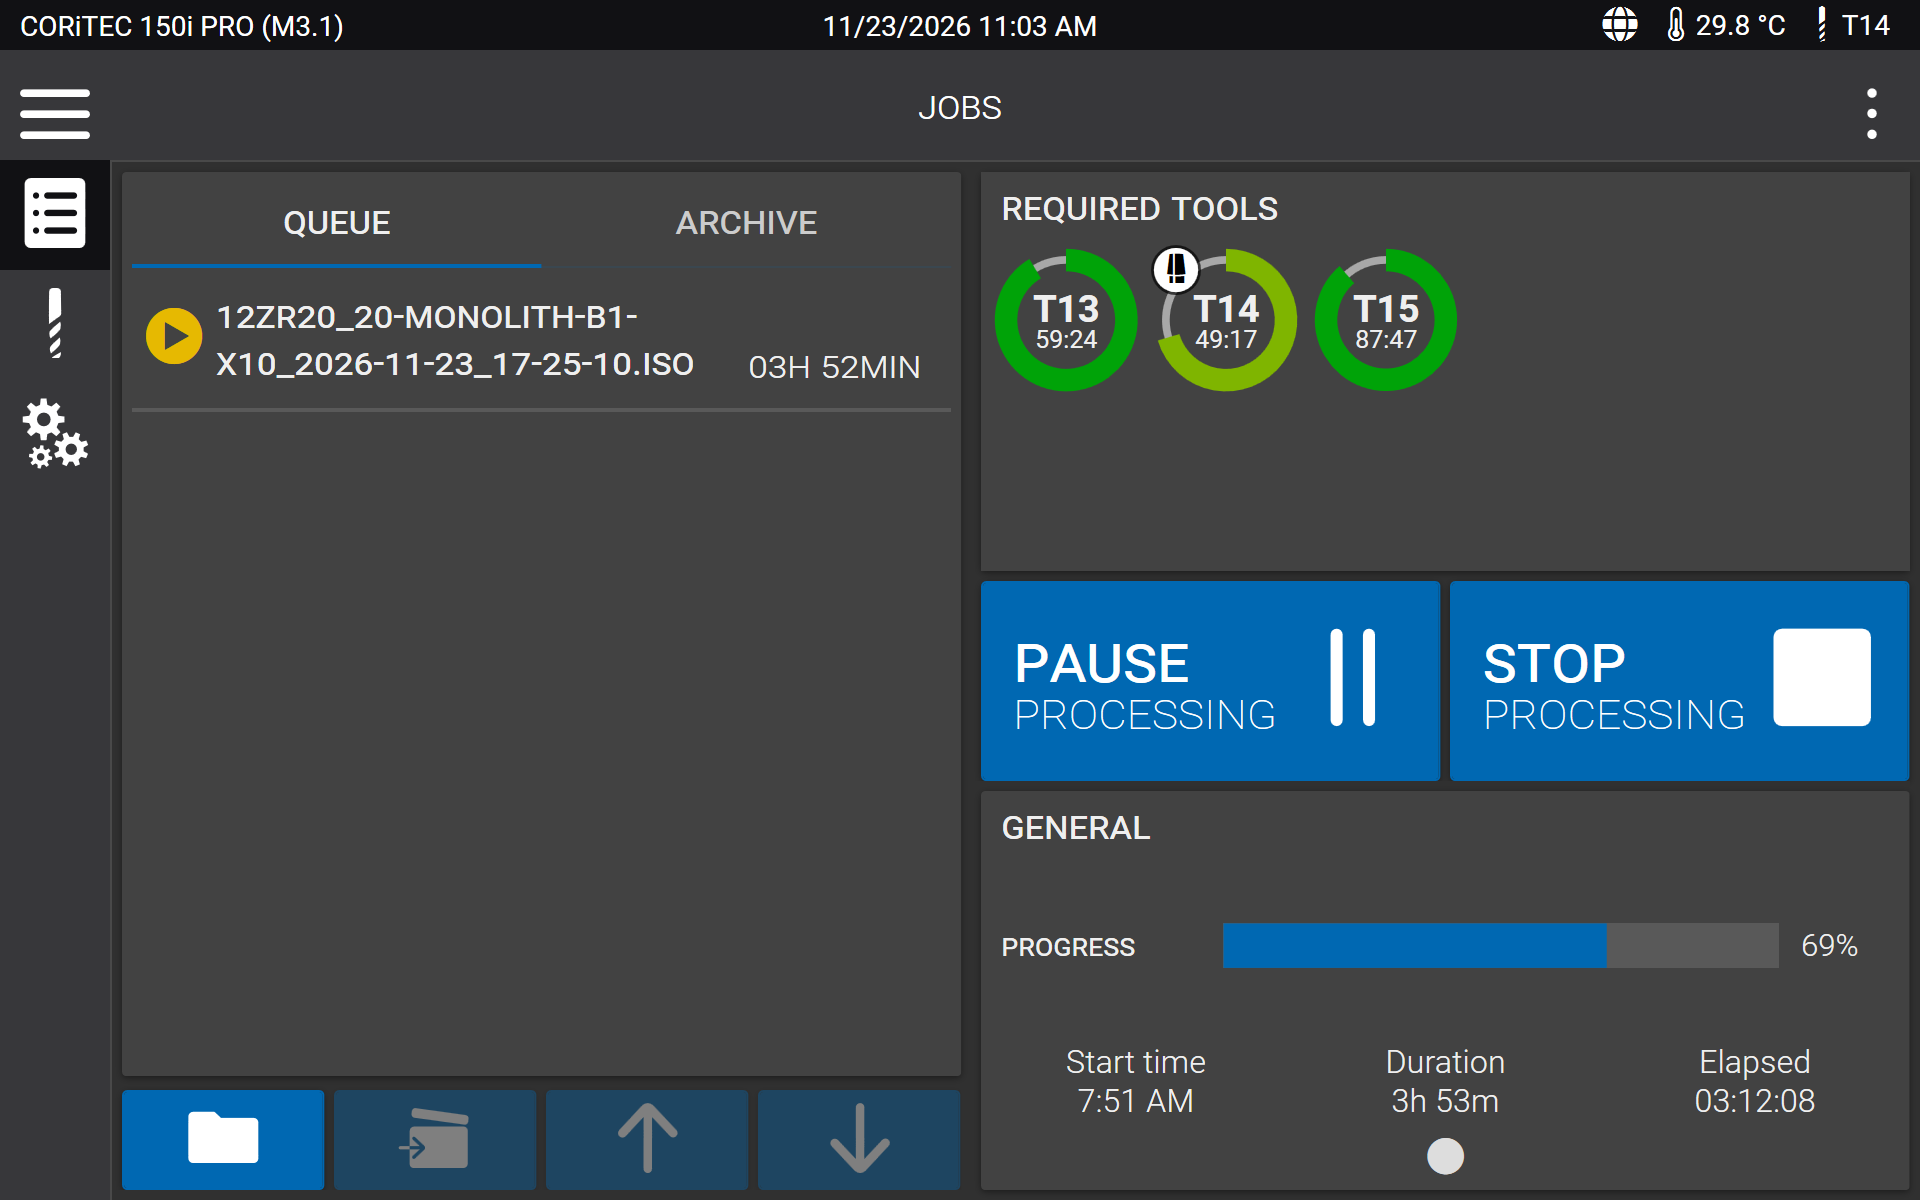 CORiTEC 150i PRO (M3.1)
11/23/2026 11:03 AM
29.8 °C
T14
JOBS
QUEUE
ARCHIVE
12ZR20_20-MONOLITH-B1-
X10_2026-11-23_17-25-10.ISO
03H 52MIN
REQUIRED TOOLS
T13
59:24
T14
49:17
T15
87:47
PAUSE
PROCESSING
STOP
PROCESSING
GENERAL
PROGRESS
69%
Start time
7:51 AM
Duration
3h 53m
Elapsed
03:12:08